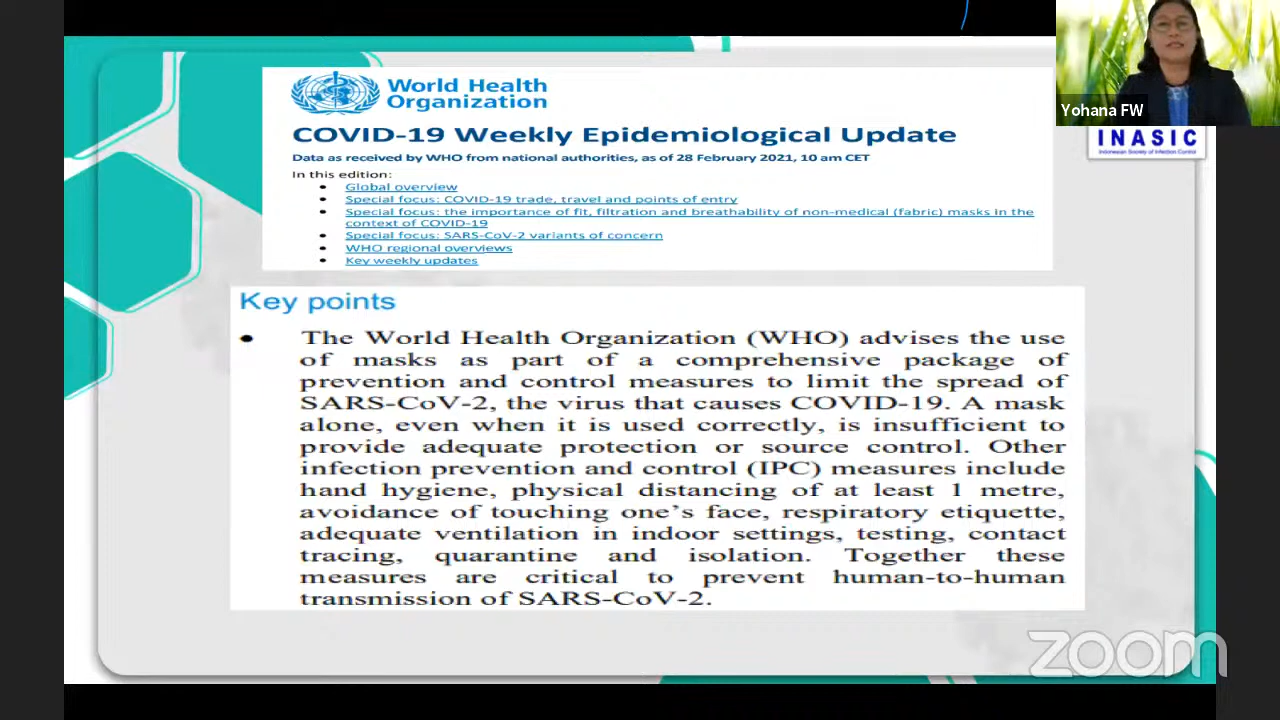 World Health
Organization
COVID-19 Weekly Epidemiological Update
Data as received by WHO from national authorities, as of 28 February 2021, 10 am CET
In this edition:
• Global overview
• Special focus: COVID-19 trade, travel and points of entry
• Special focus: the importance of fit, filtration and breathability of non-medical (fabric) masks in the
context of COVID-19
• Special focus: SARS-CoV-2 variants of concern
• WHO regional overviews
• Key weekly updates
Yohana FW
INASIC
Indonesian Society of Infection Control
Key points
• The World Health Organization (WHO) advises the use
of masks as part of a comprehensive package of
prevention and control measures to limit the spread of
SARS-CoV-2, the virus that causes COVID-19. A mask
alone, even when it is used correctly, is insufficient to
provide adequate protection or source control. Other
infection prevention and control (IPC) measures include
hand hygiene, physical distancing of at least 1 metre,
avoidance of touching one's face, respiratory etiquette,
adequate ventilation in indoor settings, testing, contact
tracing, quarantine and isolation. Together these
measures are critical to prevent human-to-human
transmission of SARS-CoV-2.
zoom